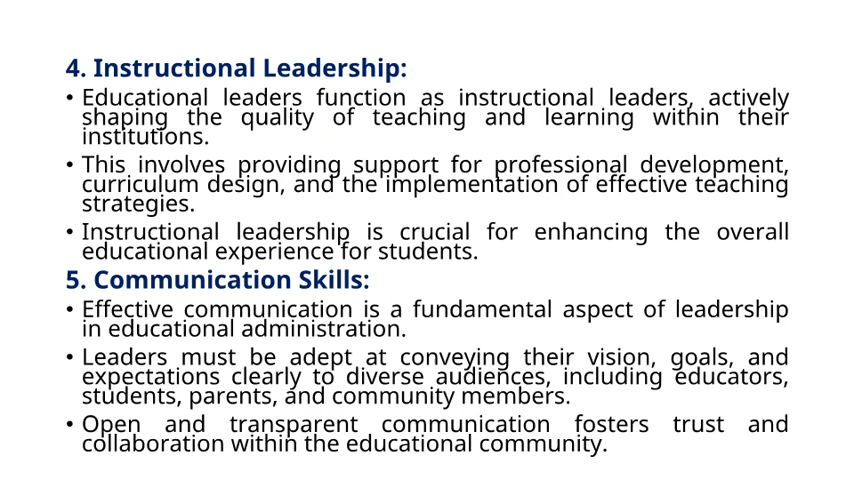 4. Instructional Leadership:
• Educational leaders function as instructional leaders, actively
shaping the quality of teaching and learning within their
institutions.
• This involves providing support for professional development,
curriculum design, and the implementation of effective teaching
strategies.
• Instructional leadership is crucial for enhancing the overall
educational experience for students.
5. Communication Skills:
• Effective communication is a fundamental aspect of leadership
in educational administration.
• Leaders must be adept at conveying their vision, goals, and
expectations clearly to diverse audiences, including educators,
students, parents, and community members.
• Open and transparent communication fosters trust and
collaboration within the educational community.